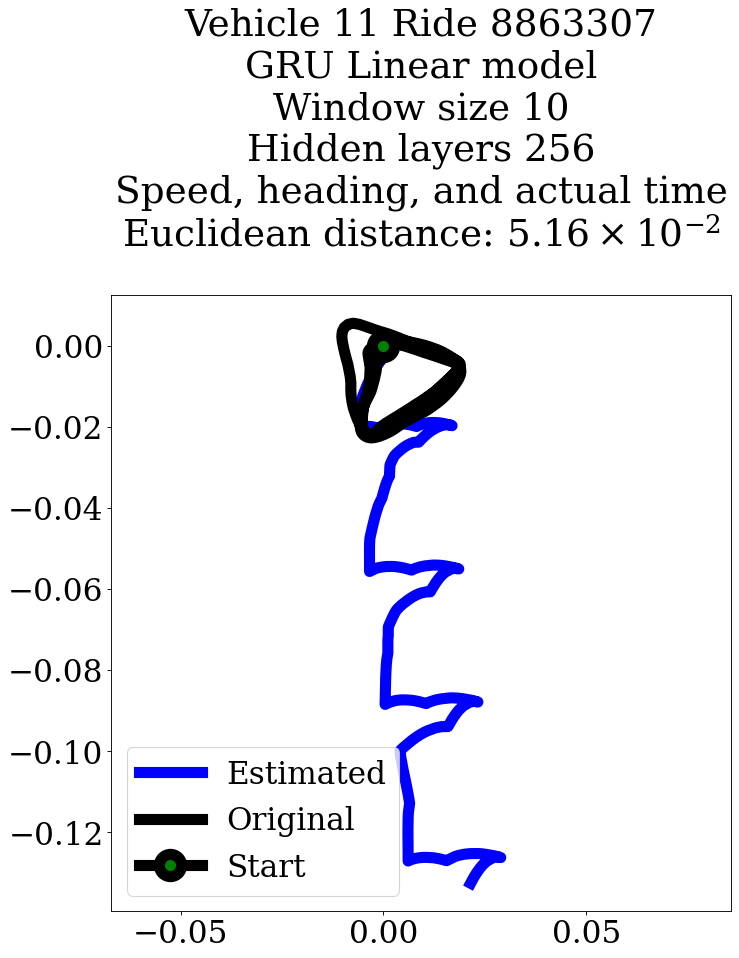 Vehicle 11 Ride 8863307
GRU Linear model
Window size 10
Hidden layers 256
Speed, heading, and actual time
Euclidean distance: 5.16 × 10⁻²
0.00
−0.02
−0.04
−0.06
−0.08
−0.10
−0.12
Estimated
Original
Start
−0.05
0.00
0.05